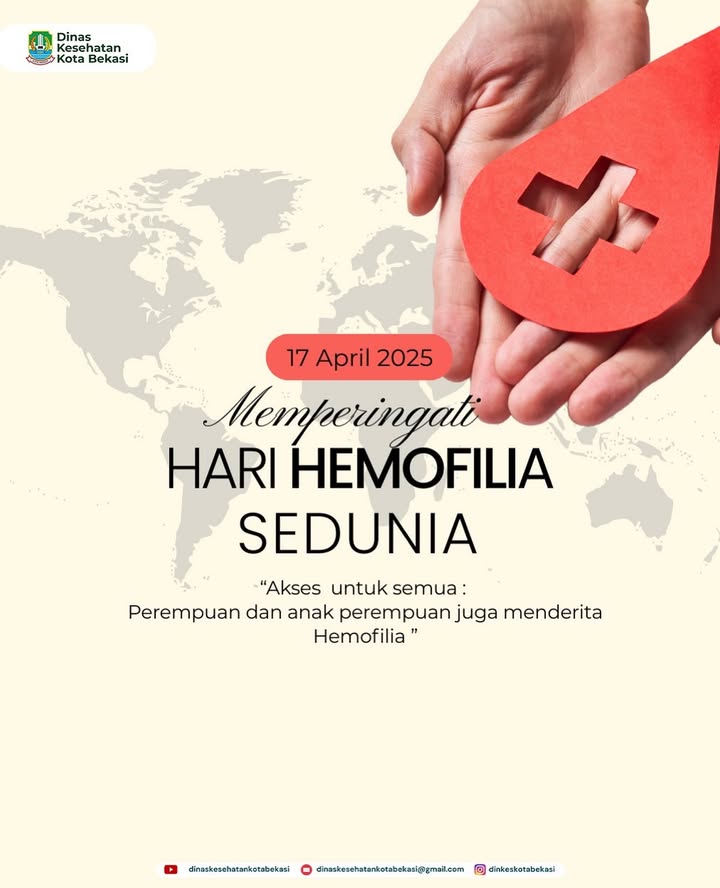 Dinas
Kesehatan
Kota Bekasi
17 April 2025
Memperingati
HARI HEMOFILIA
SEDUNIA
“Akses untuk semua :
Perempuan dan anak perempuan juga menderita
Hemofilia ”
dinaskesehatankotabekasi dinaskesehatankotabekasi@gmail.com dinkeskotabekasi